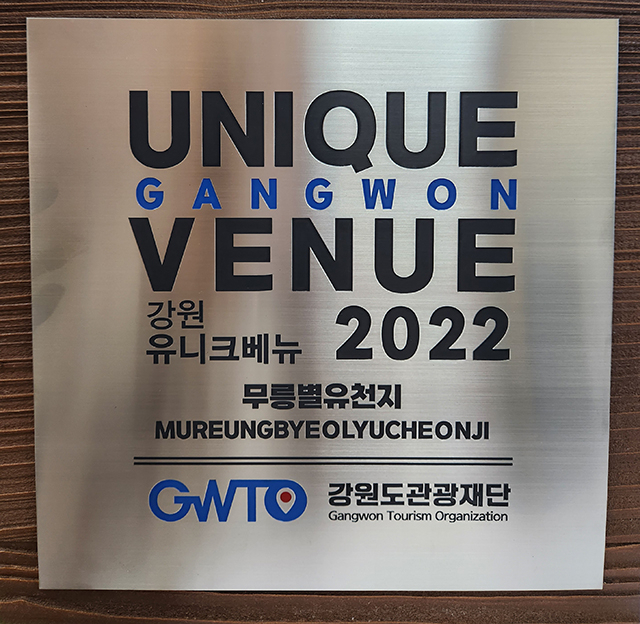 UNIQUE
GANGWON
VENUE
강원
유니크베뉴 2022
무릉별유천지
MUREUNGBYEOLYUCHEONJI
GWTO 강원도관광재단
Gangwon Tourism Organization